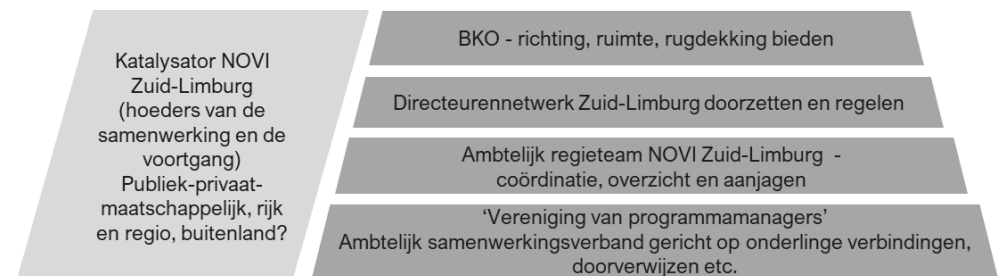 Katalysator NOVI
Zuid-Limburg
(hoeders van de
samenwerking en de
voortgang)
Publiek-privaat-
maatschappelijk, rijk
en regio, buitenland?
BKO - richting, ruimte, rugdekking bieden
Directeurennetwerk Zuid-Limburg doorzetten en regelen
Ambtelijk regieteam NOVI Zuid-Limburg -
coördinatie, overzicht en aanjagen
‘Vereniging van programmamanagers’
Ambtelijk samenwerkingsverband gericht op onderlinge verbindingen,
doorverwijzen etc.